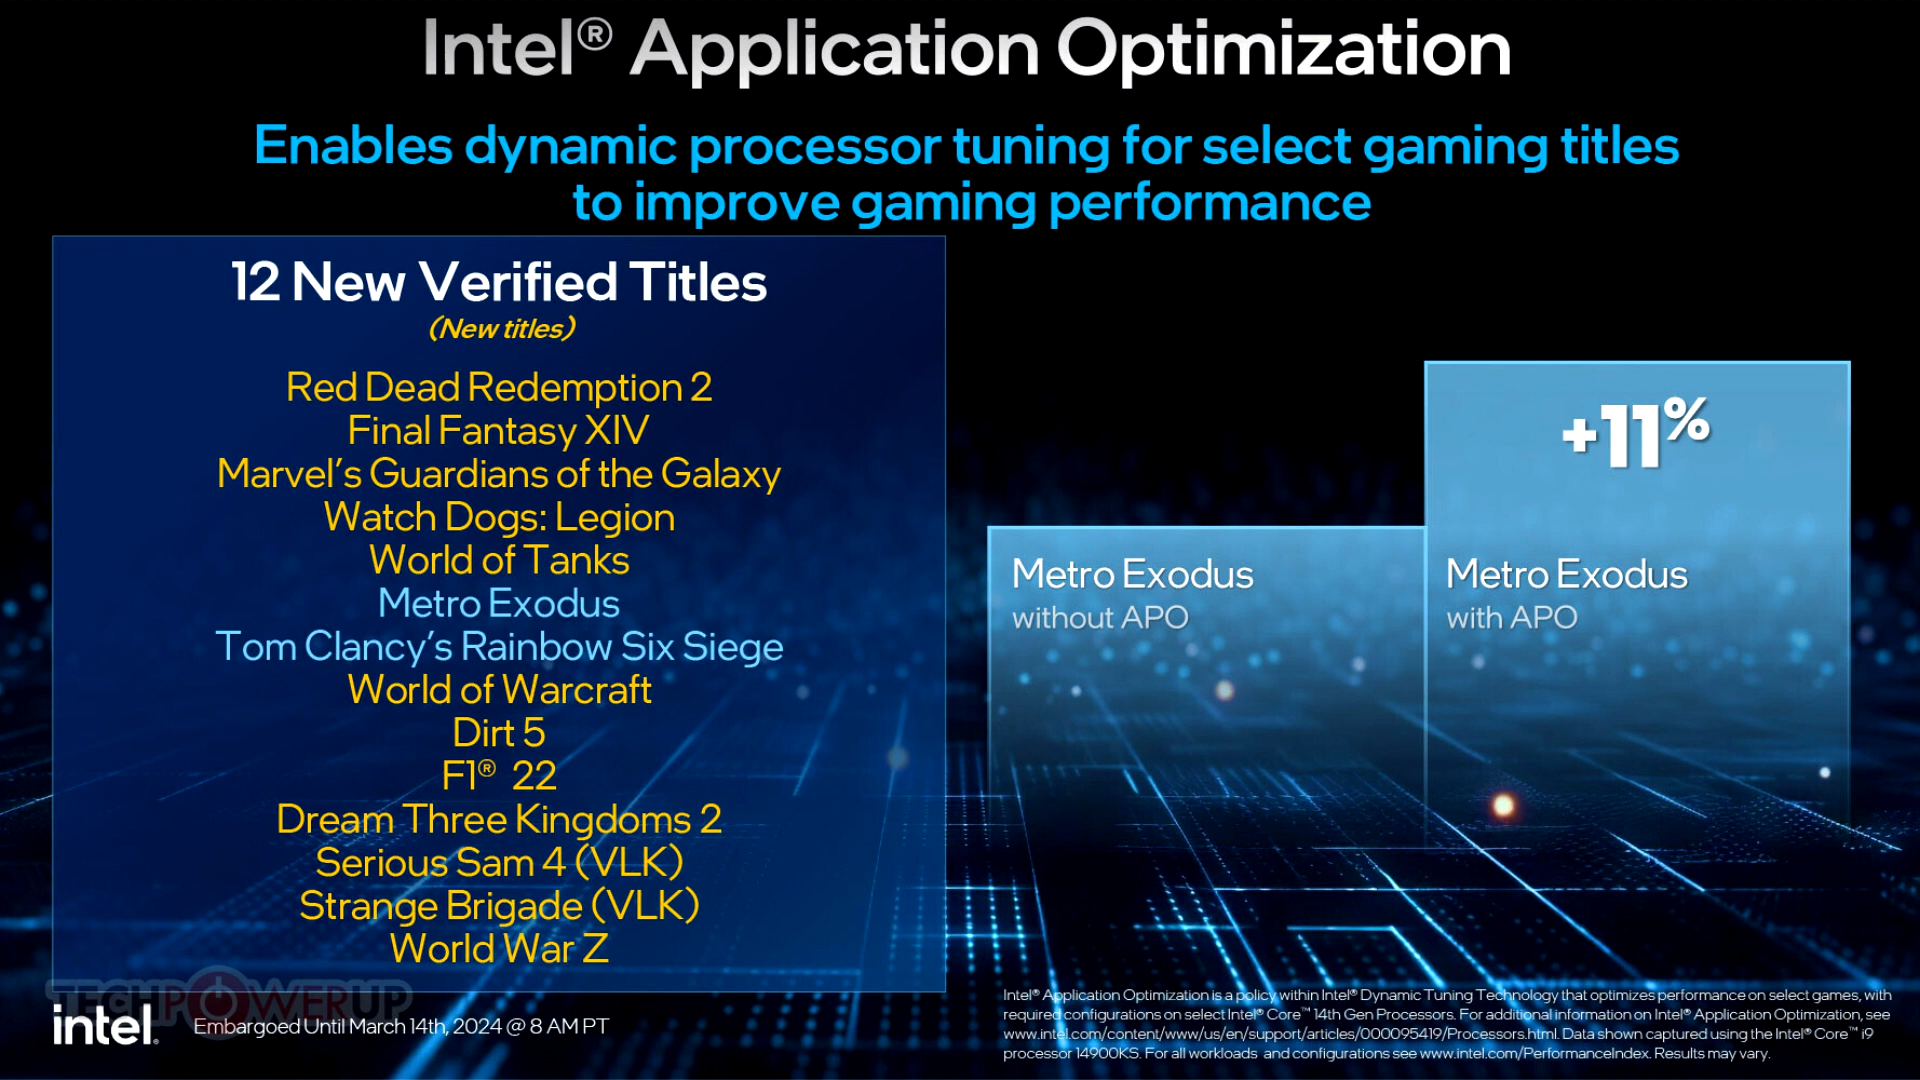 Intel® Application Optimization
Enables dynamic processor tuning for select gaming titles
to improve gaming performance
12 New Verified Titles
(New titles)
Red Dead Redemption 2
Final Fantasy XIV
Marvel's Guardians of the Galaxy
Watch Dogs: Legion
World of Tanks
Metro Exodus
Tom Clancy's Rainbow Six Siege
World of Warcraft
Dirt 5
F1® 22
Dream Three Kingdoms 2
Serious Sam 4 (VLK)
Strange Brigade (VLK)
World War Z
+11%
Metro Exodus
without APO
Metro Exodus
with APO
TECHPOWERUP
intel.
Embargoed Until March 14th, 2024 @ 8 AM PT
Intel® Application Optimization is a policy within Intel® Dynamic Tuning Technology that optimizes performance on select games, with
required configurations on select Intel® Core™ 14th Gen Processors. For additional information on Intel® Application Optimization, see
www.intel.com/content/www/us/en/support/articles/000095419/Processors.html. Data shown captured using the Intel® Core™ i9
processor 14900KS. For all workloads and configurations see www.intel.com/PerformanceIndex. Results may vary.